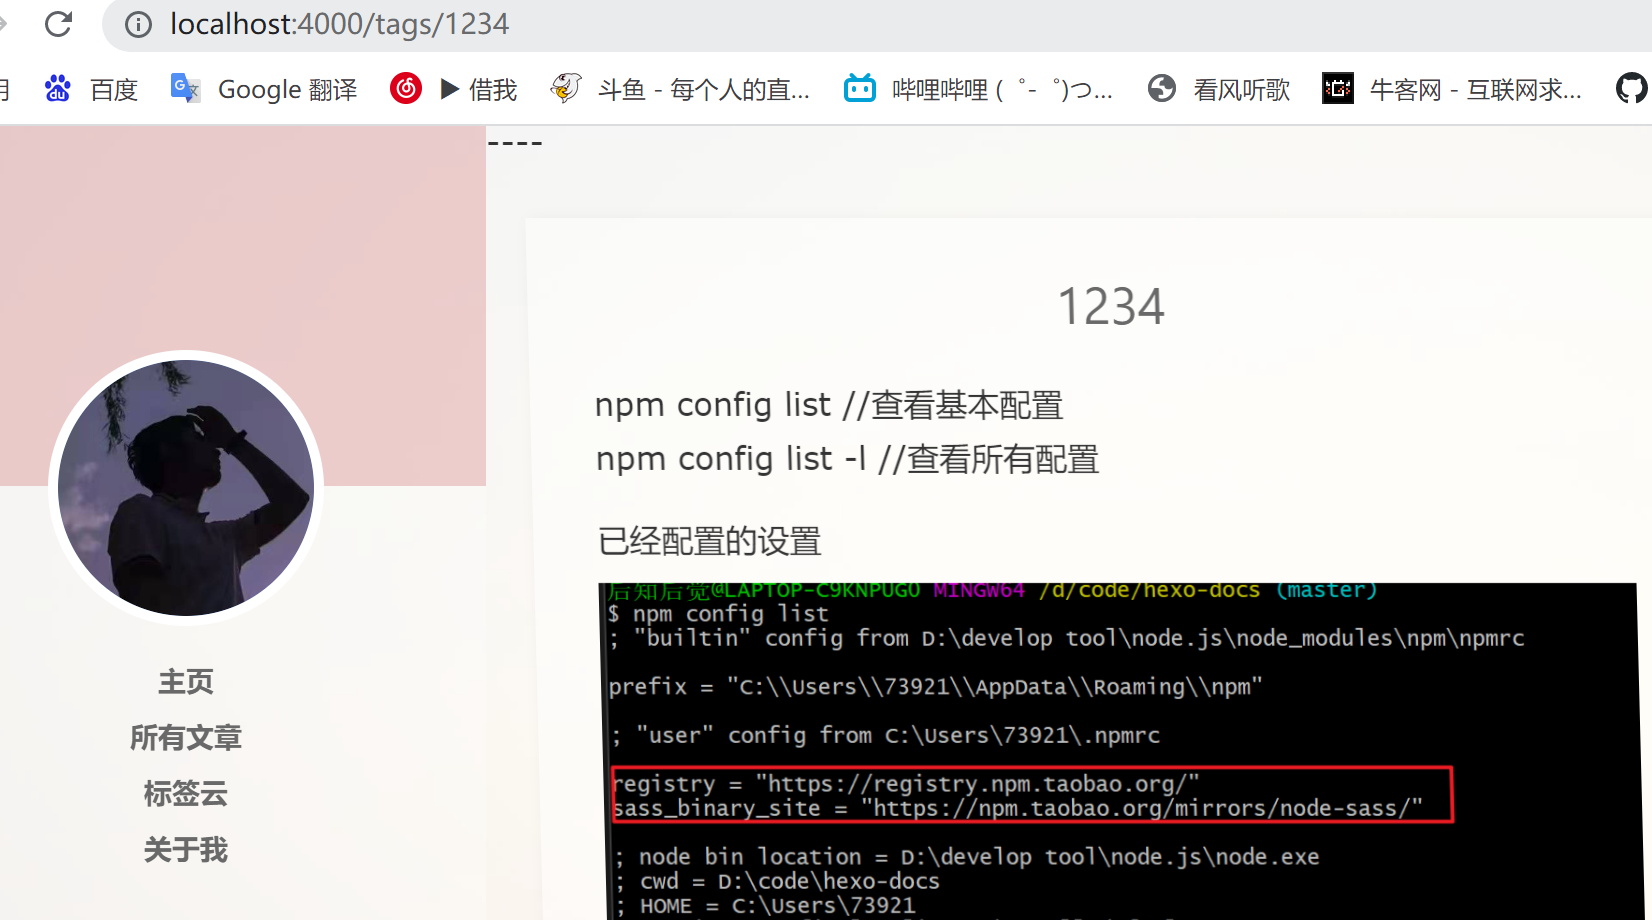 localhost:4000/tags/1234
百度
Google 翻译
▶ 借我
斗鱼 - 每个人的直...
哔哩哔哩 ( ゜- ゜)つ...
看风听歌
牛客网 - 互联网求...
----
1234
npm config list //查看基本配置
npm config list -l //查看所有配置
已经配置的设置
后知后觉@LAPTOP-C9KNPUGO MINGW64 /d/code/hexo-docs (master)
$ npm config list
; "builtin" config from D:\develop tool\node.js\node_modules\npm\npmrc
prefix = "C:\\Users\\73921\\AppData\\Roaming\\npm"
; "user" config from C:\Users\73921\.npmrc
registry = "https://registry.npm.taobao.org/"
sass_binary_site = "https://npm.taobao.org/mirrors/node-sass/"
; node bin location = D:\develop tool\node.js\node.exe
; cwd = D:\code\hexo-docs
; HOME = C:\Users\73921
主页
所有文章
标签云
关于我